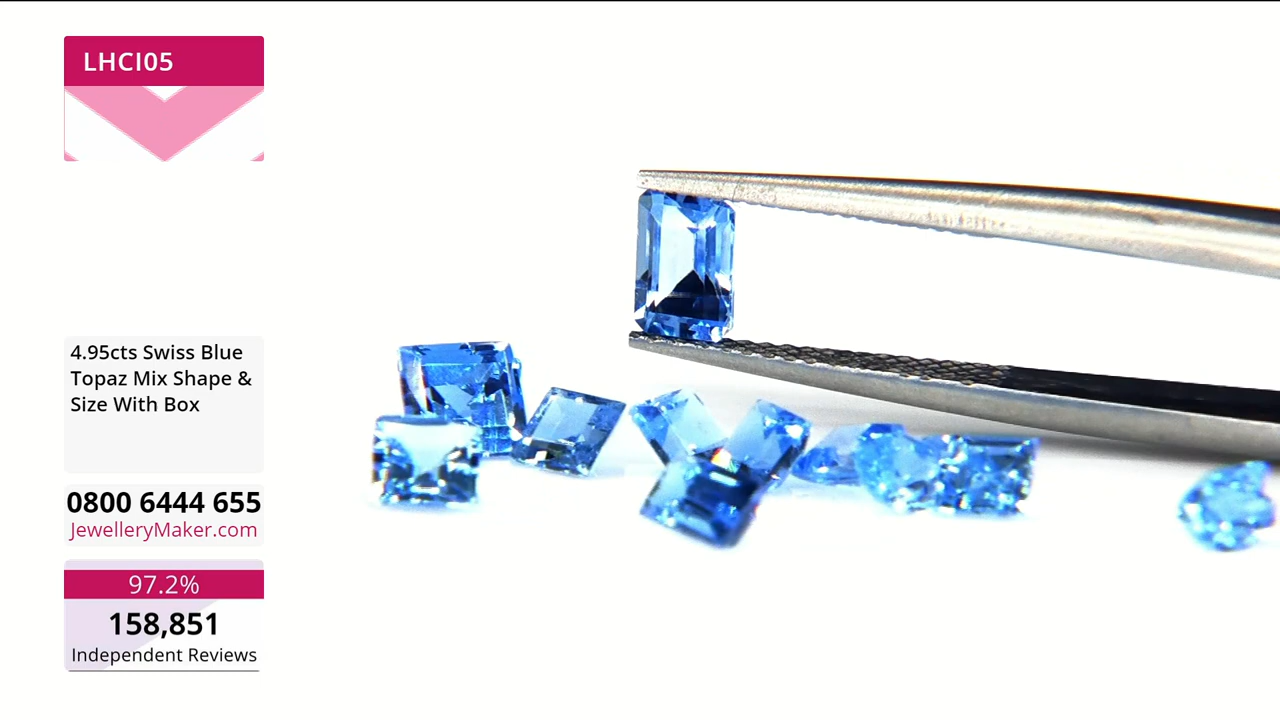 LHCI05
4.95cts Swiss Blue
Topaz Mix Shape &
Size With Box
0800 6444 655
JewelleryMaker.com
97.2%
158,851
Independent Reviews